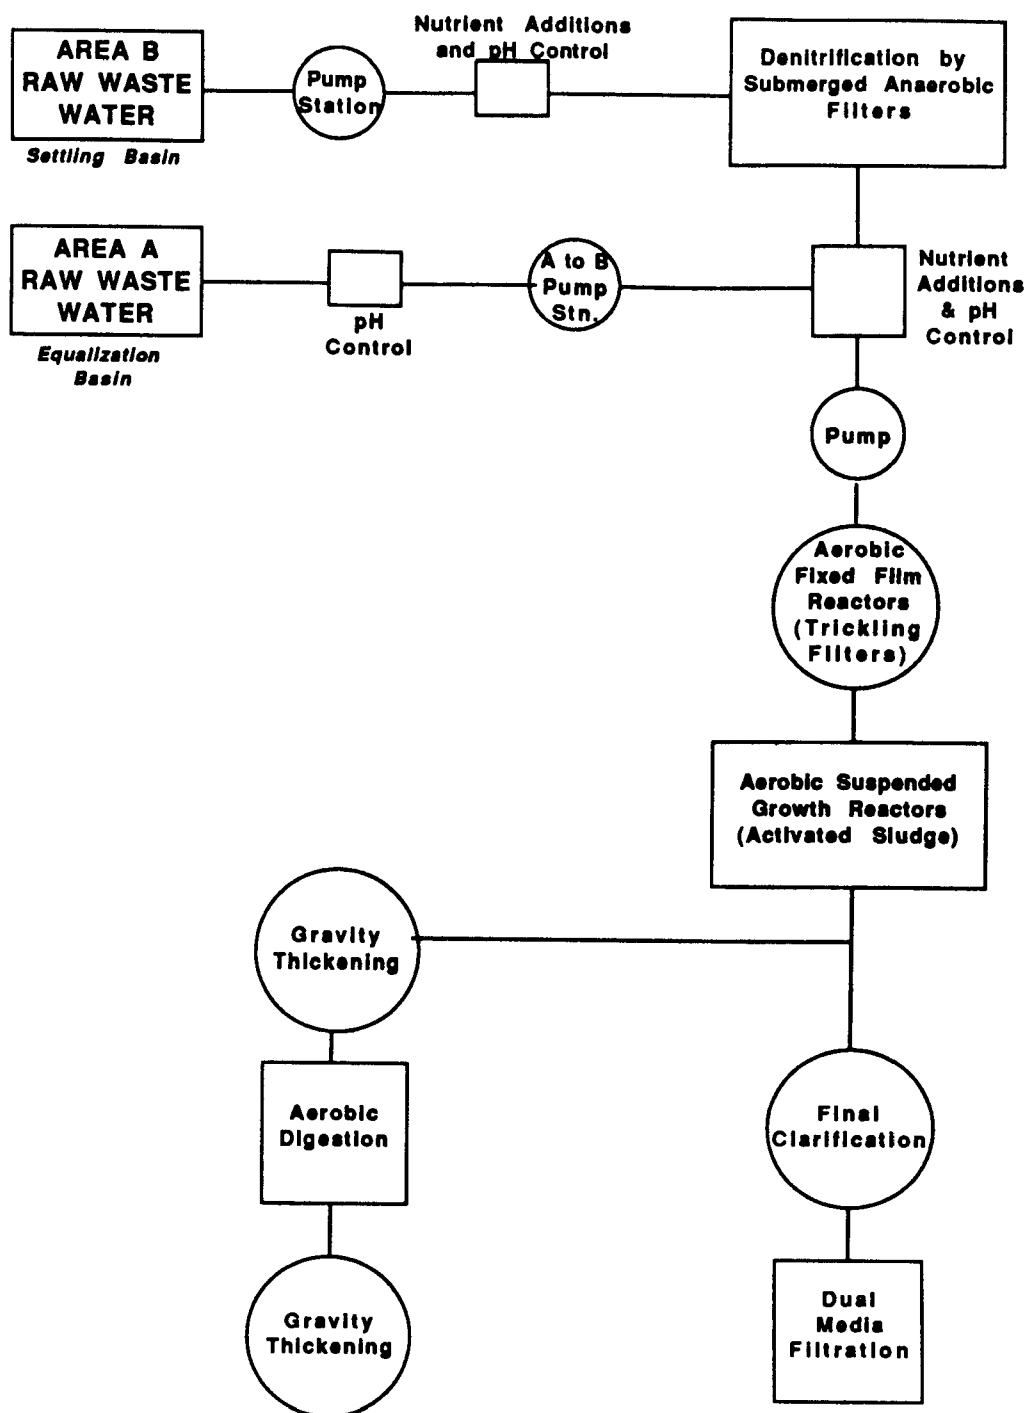 Nutrient Additions
and pH Control
AREA B
RAW WASTE
WATER
Settling Basin
Pump
Station
Denitrification by
Submerged Anaerobic
Filters
AREA A
RAW WASTE
WATER
Equalization
Basin
pH
Control
A to B
Pump
Stn.
Nutrient
Additions
& pH
Control
Pump
Aerobic
Fixed Film
Reactors
(Trickling
Filters)
Aerobic Suspended
Growth Reactors
(Activated Sludge)
Gravity
Thickening
Aerobic
Digestion
Gravity
Thickening
Final
Clarification
Dual
Media
Filtration